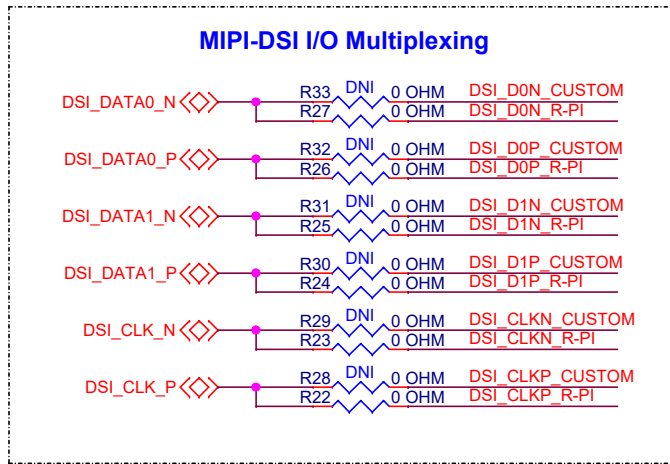 MIPI-DSI I/O Multiplexing
DSI_DATA0_N R33 DNI 0 OHM DSI_D0N_CUSTOM
R27 0 OHM DSI_D0N_R-PI
DSI_DATA0_P R32 DNI 0 OHM DSI_D0P_CUSTOM
R26 0 OHM DSI_D0P_R-PI
DSI_DATA1_N R31 DNI 0 OHM DSI_D1N_CUSTOM
R25 0 OHM DSI_D1N_R-PI
DSI_DATA1_P R30 DNI 0 OHM DSI_D1P_CUSTOM
R24 0 OHM DSI_D1P_R-PI
DSI_CLK_N R29 DNI 0 OHM DSI_CLKN_CUSTOM
R23 0 OHM DSI_CLKN_R-PI
DSI_CLK_P R28 DNI 0 OHM DSI_CLKP_CUSTOM
R22 0 OHM DSI_CLKP_R-PI